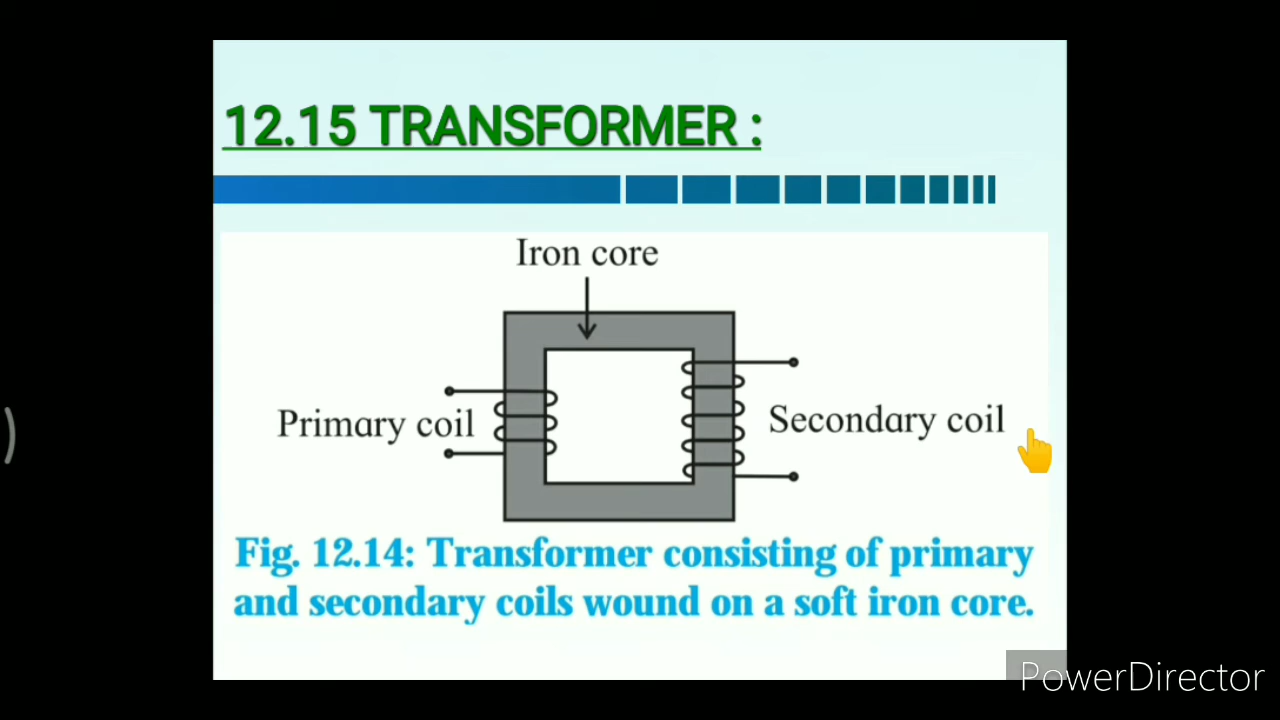 12.15 TRANSFORMER :
Iron core
Primary coil
Secondary coil
Fig. 12.14: Transformer consisting of primary
and secondary coils wound on a soft iron core.
PowerDirector